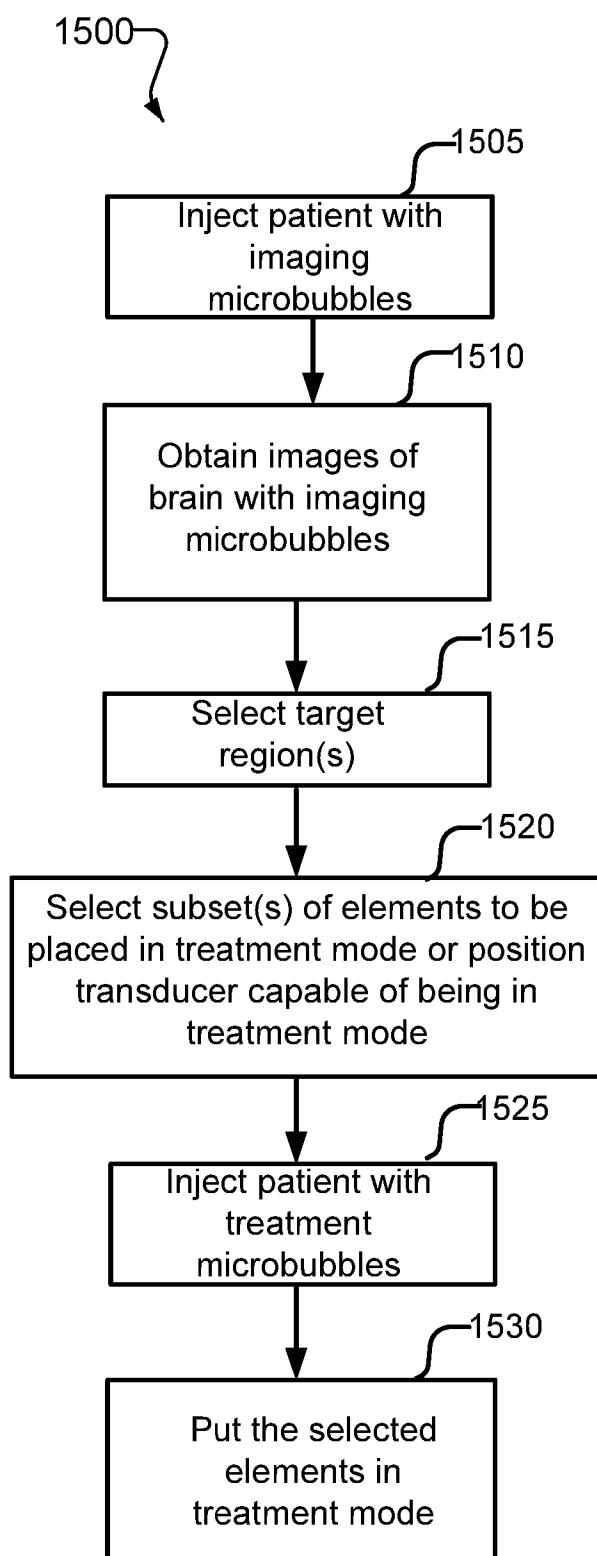 1500
1505
Inject patient with
imaging
microbubbles
1510
Obtain images of
brain with imaging
microbubbles
1515
Select target
region(s)
1520
Select subset(s) of elements to be
placed in treatment mode or position
transducer capable of being in
treatment mode
1525
Inject patient with
treatment
microbubbles
1530
Put the selected
elements in
treatment mode